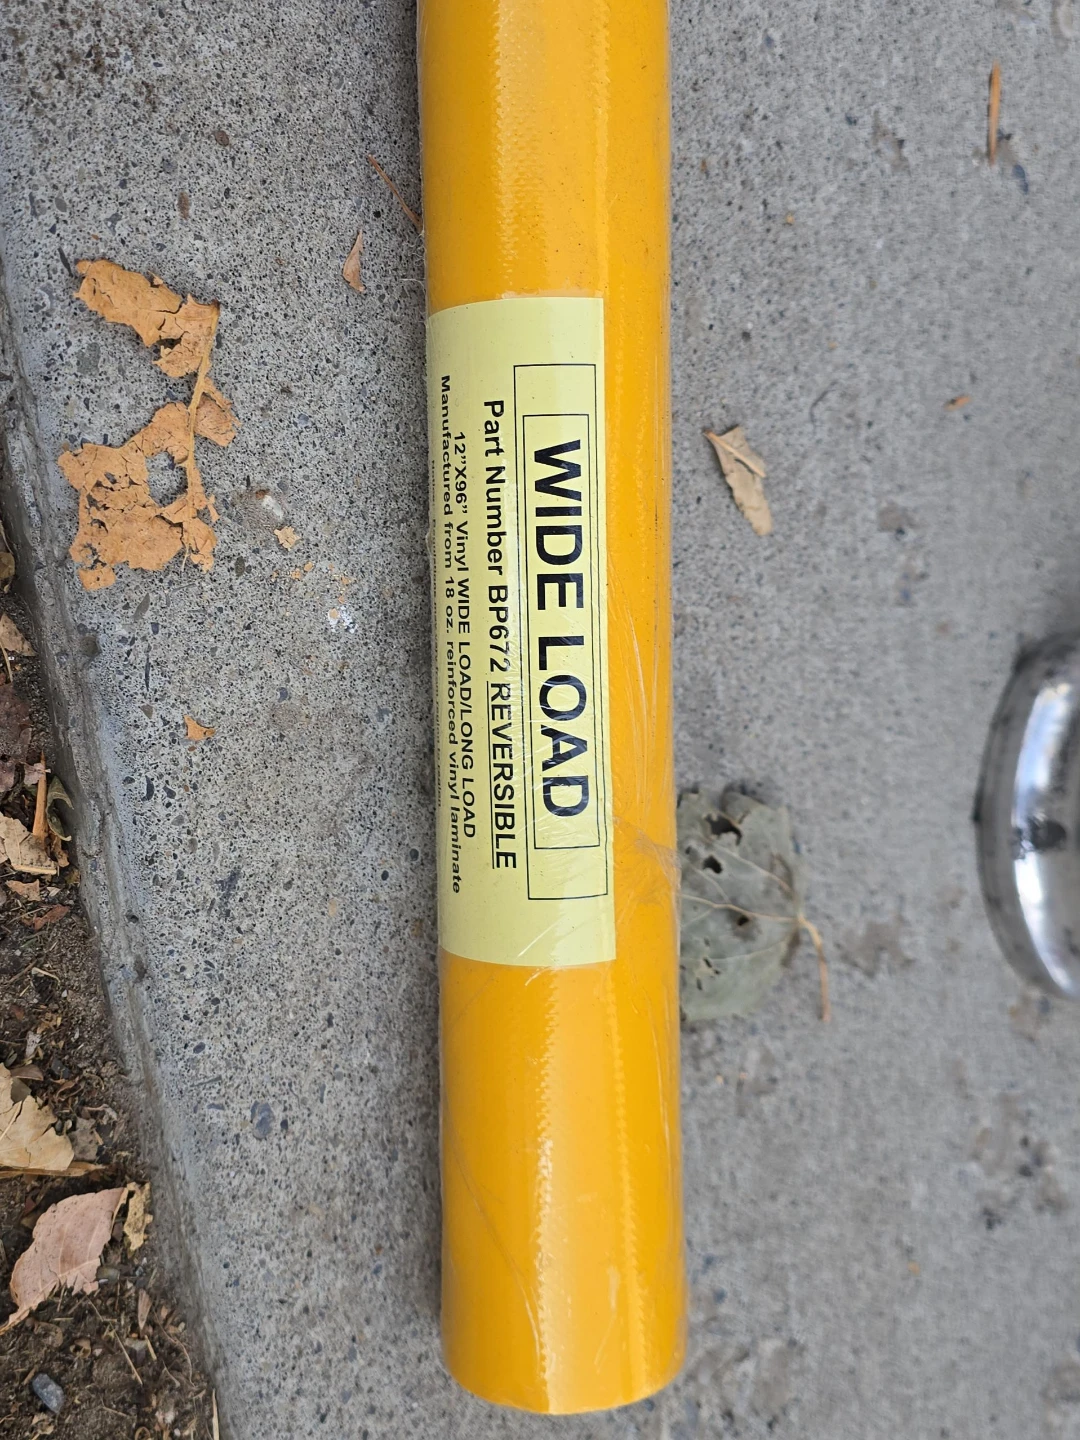 WIDE LOAD
Part Number BP672 REVERSIBLE
12”X96” Vinyl WIDE LOAD/LONG LOAD
Manufactured from 18 oz. reinforced vinyl laminate